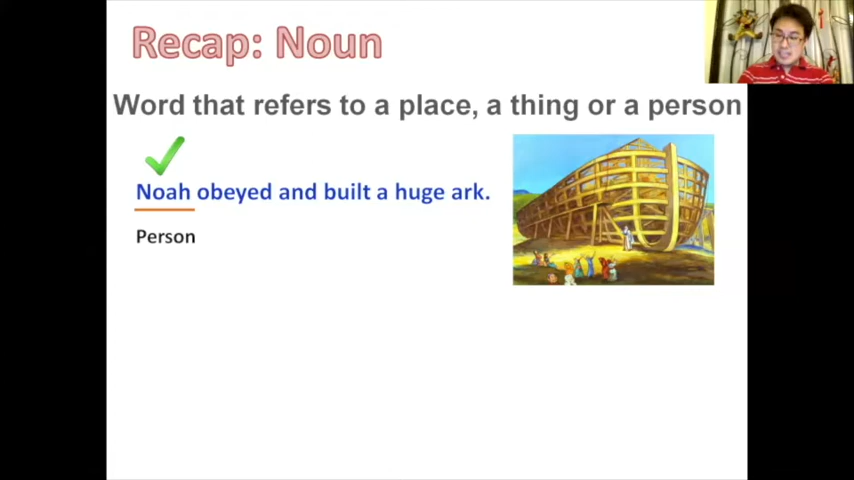 Recap: Noun
Word that refers to a place, a thing or a person
Noah obeyed and built a huge ark.
Person